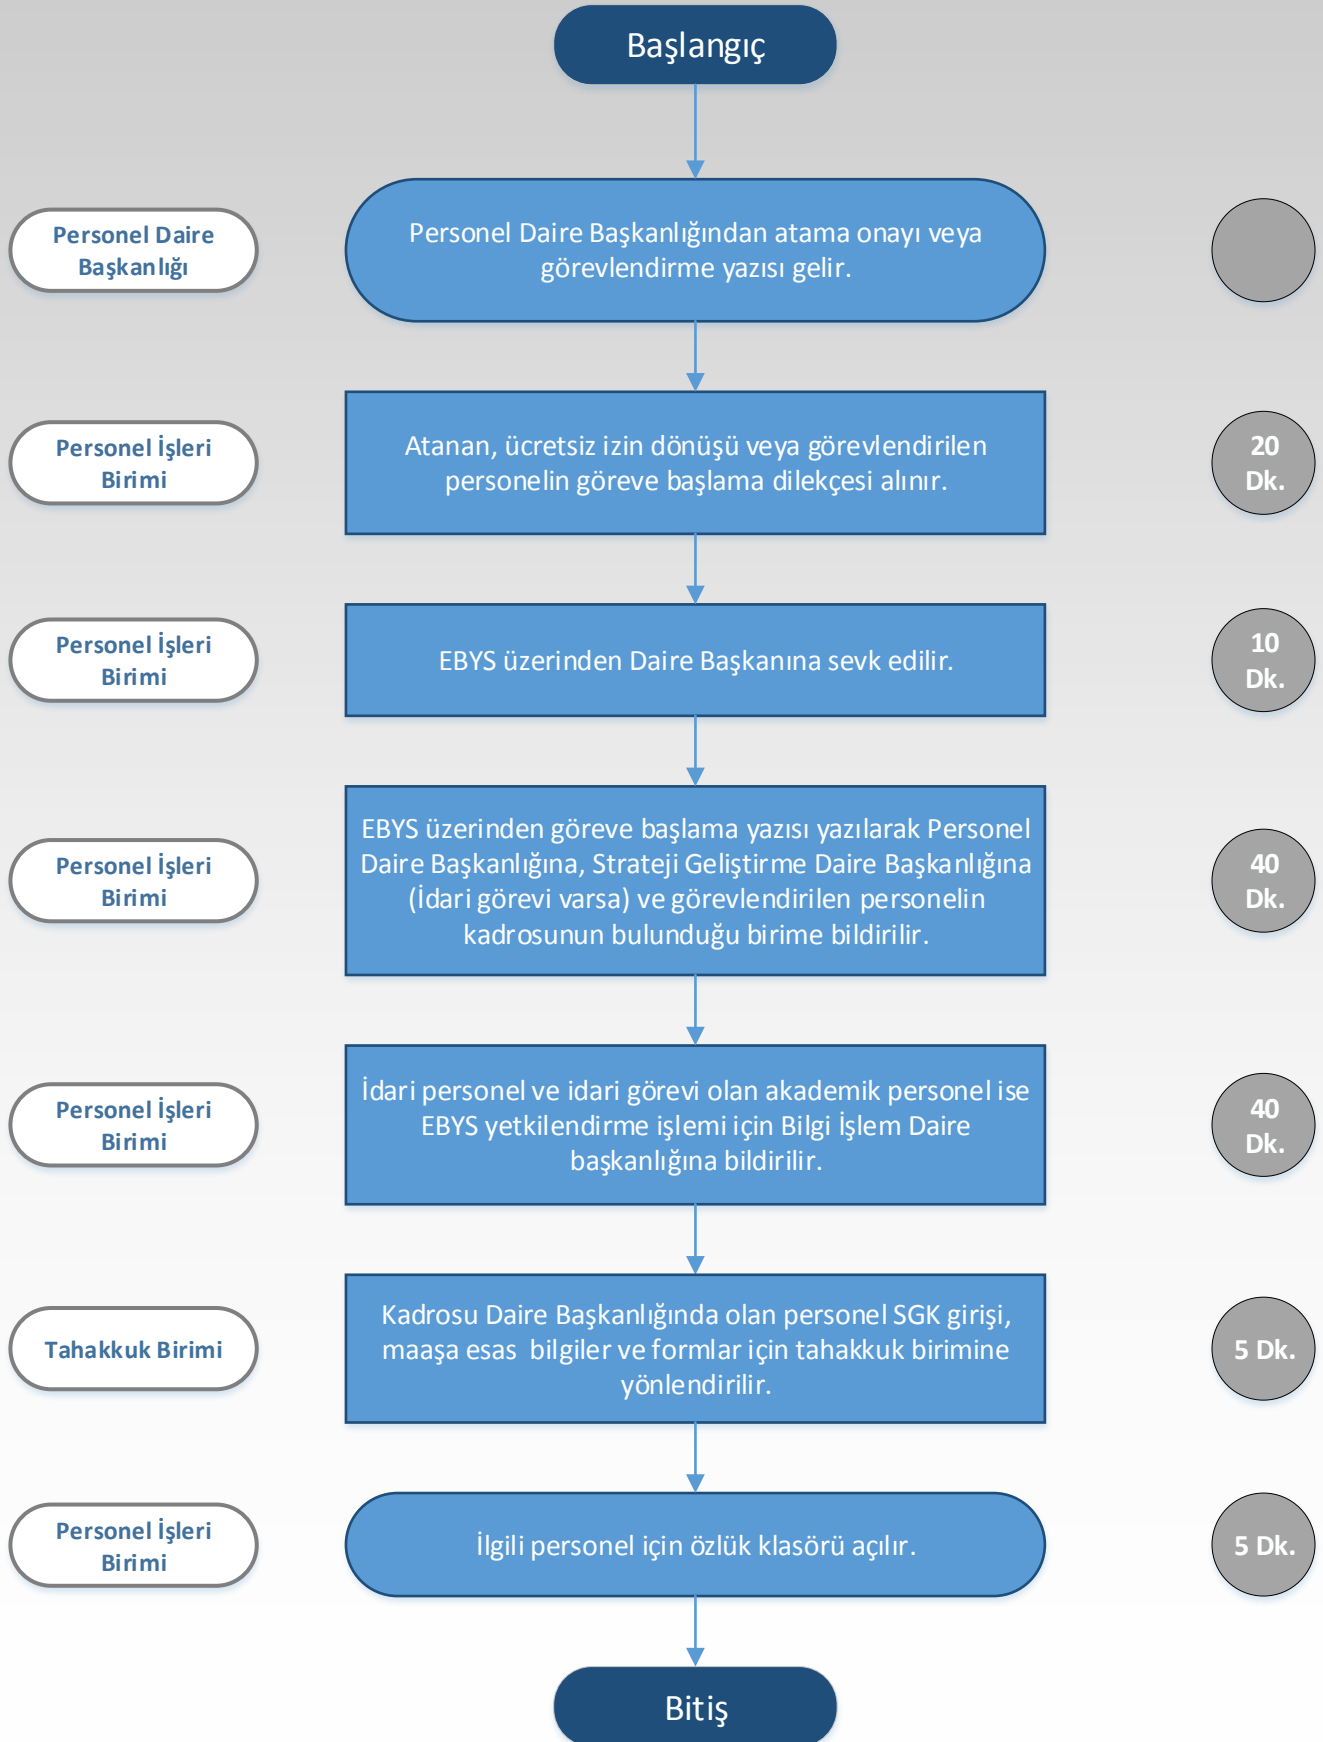 Başlangıç
Personel Daire
Başkanlığı
Personel Daire Başkanlığından atama onayı veya
görevlendirme yazısı gelir.
Personel İşleri
Birimi
Atanan, ücretsiz izin dönüşü veya görevlendirilen
personelin göreve başlama dilekçesi alınır.
20
Dk.
Personel İşleri
Birimi
EBYS üzerinden Daire Başkanına sevk edilir.
10
Dk.
Personel İşleri
Birimi
EBYS üzerinden göreve başlama yazısı yazılarak Personel
Daire Başkanlığına, Strateji Geliştirme Daire Başkanlığına
(İdari görevi varsa) ve görevlendirilen personelin
kadrosunun bulunduğu birime bildirilir.
40
Dk.
Personel İşleri
Birimi
İdari personel ve idari görevi olan akademik personel ise
EBYS yetkilendirme işlemi için Bilgi İşlem Daire
başkanlığına bildirilir.
40
Dk.
Tahakkuk Birimi
Kadrosu Daire Başkanlığında olan personel SGK girişi,
maaşa esas  bilgiler ve formlar için tahakkuk birimine
yönlendirilir.
5 Dk.
Personel İşleri
Birimi
İlgili personel için özlük klasörü açılır.
5 Dk.
Bitiş